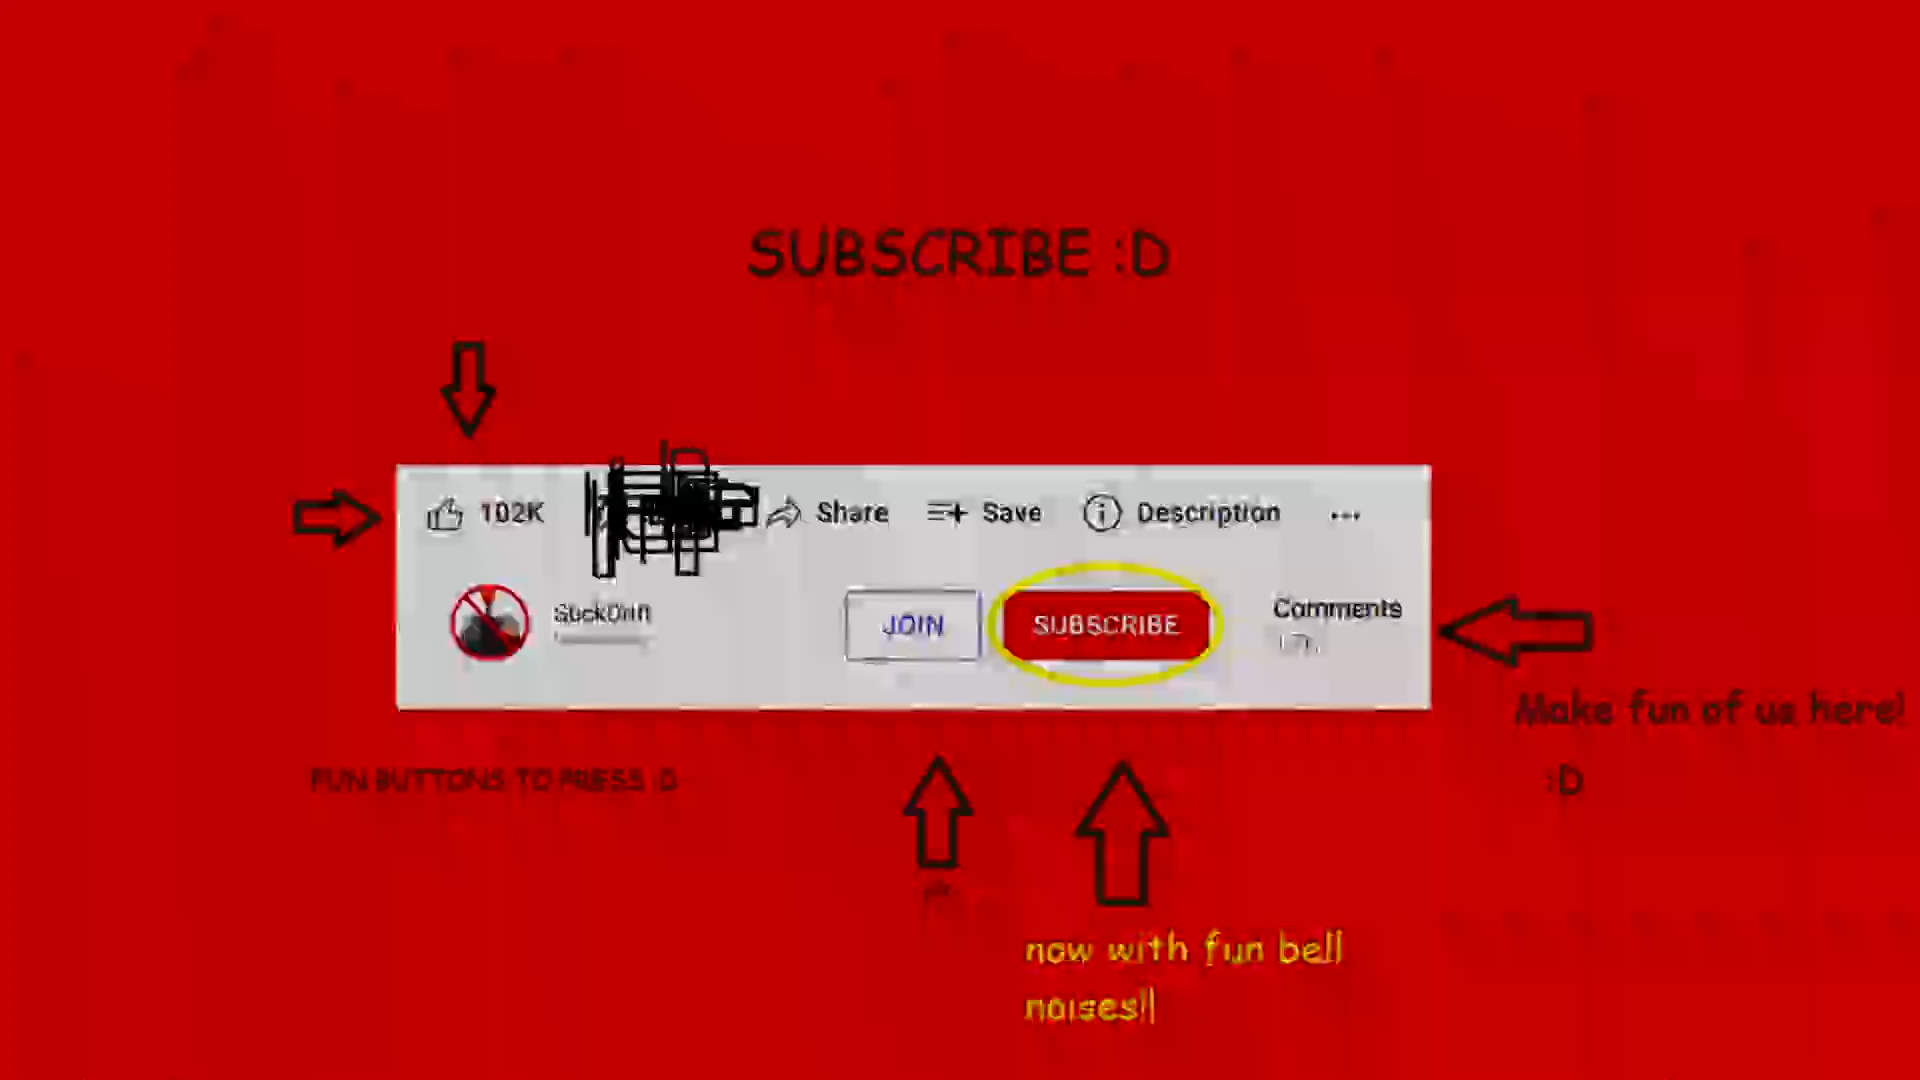 SUBSCRIBE :D
102K
Share
Save
Description
JOIN
SUBSCRIBE
Comments
Make fun of us here!
:D
FUN BUTTONS TO PRESS :D
now with fun bell
noises!!